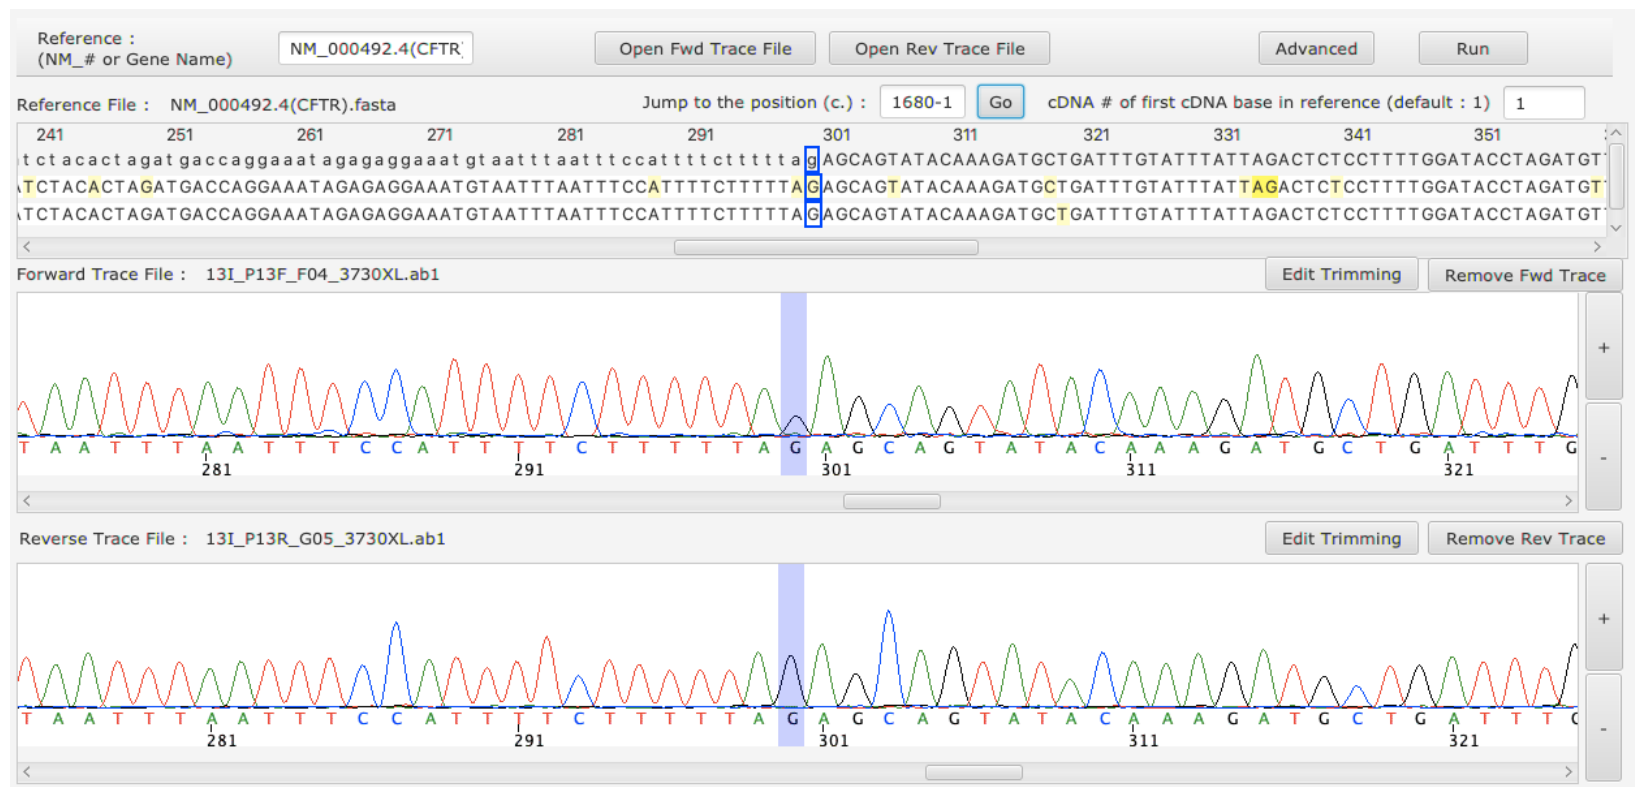 Reference :
(NM_# or Gene Name)
NM_000492.4(CFTR)
Open Fwd Trace File
Open Rev Trace File
Advanced
Run
Reference File : NM_000492.4(CFTR).fasta
Jump to the position (c.) :
1680-1
Go
cDNA # of first cDNA base in reference (default : 1)
1
241 251 261 271 281 291 301 311 321 331 341 351
tctacactagatgaccaggaaatagagaggaaatgtaatttaatttccattttctttttagAGCAGTATACAAAGATGCTGATTTGTATTTATTAGACTCTCCTTTTGGATACCTAGATGT
ATCTACACTAGATGACCAGGAAATAGAGAGGAAATGTAATTTAATTTCCATTTTCTTTTTAGAGCAGTATACAAAGATGCTGATTTGTATTTATTAGACTCTCCTTTTGGATACCTAGATGT
ATCTACACTAGATGACCAGGAAATAGAGAGGAAATGTAATTTAATTTCCATTTTCTTTTTAGAGCAGTATACAAAGATGCTGATTTGTATTTATTAGACTCTCCTTTTGGATACCTAGATGT
Forward Trace File : 13I_P13F_F04_3730XL.ab1
Edit Trimming
Remove Fwd Trace
+
T A A T T T A A T T T C C A T T T T C T T T T T A G A G C A G T A T A C A A A G A T G C T G A T T T G
281 291 301 311 321
-
Reverse Trace File : 13I_P13R_G05_3730XL.ab1
Edit Trimming
Remove Rev Trace
+
T A A T T T A A T T T C C A T T T T C T T T T T A G A G C A G T A T A C A A A G A T G C T G A T T T
281 291 301 311 321
-